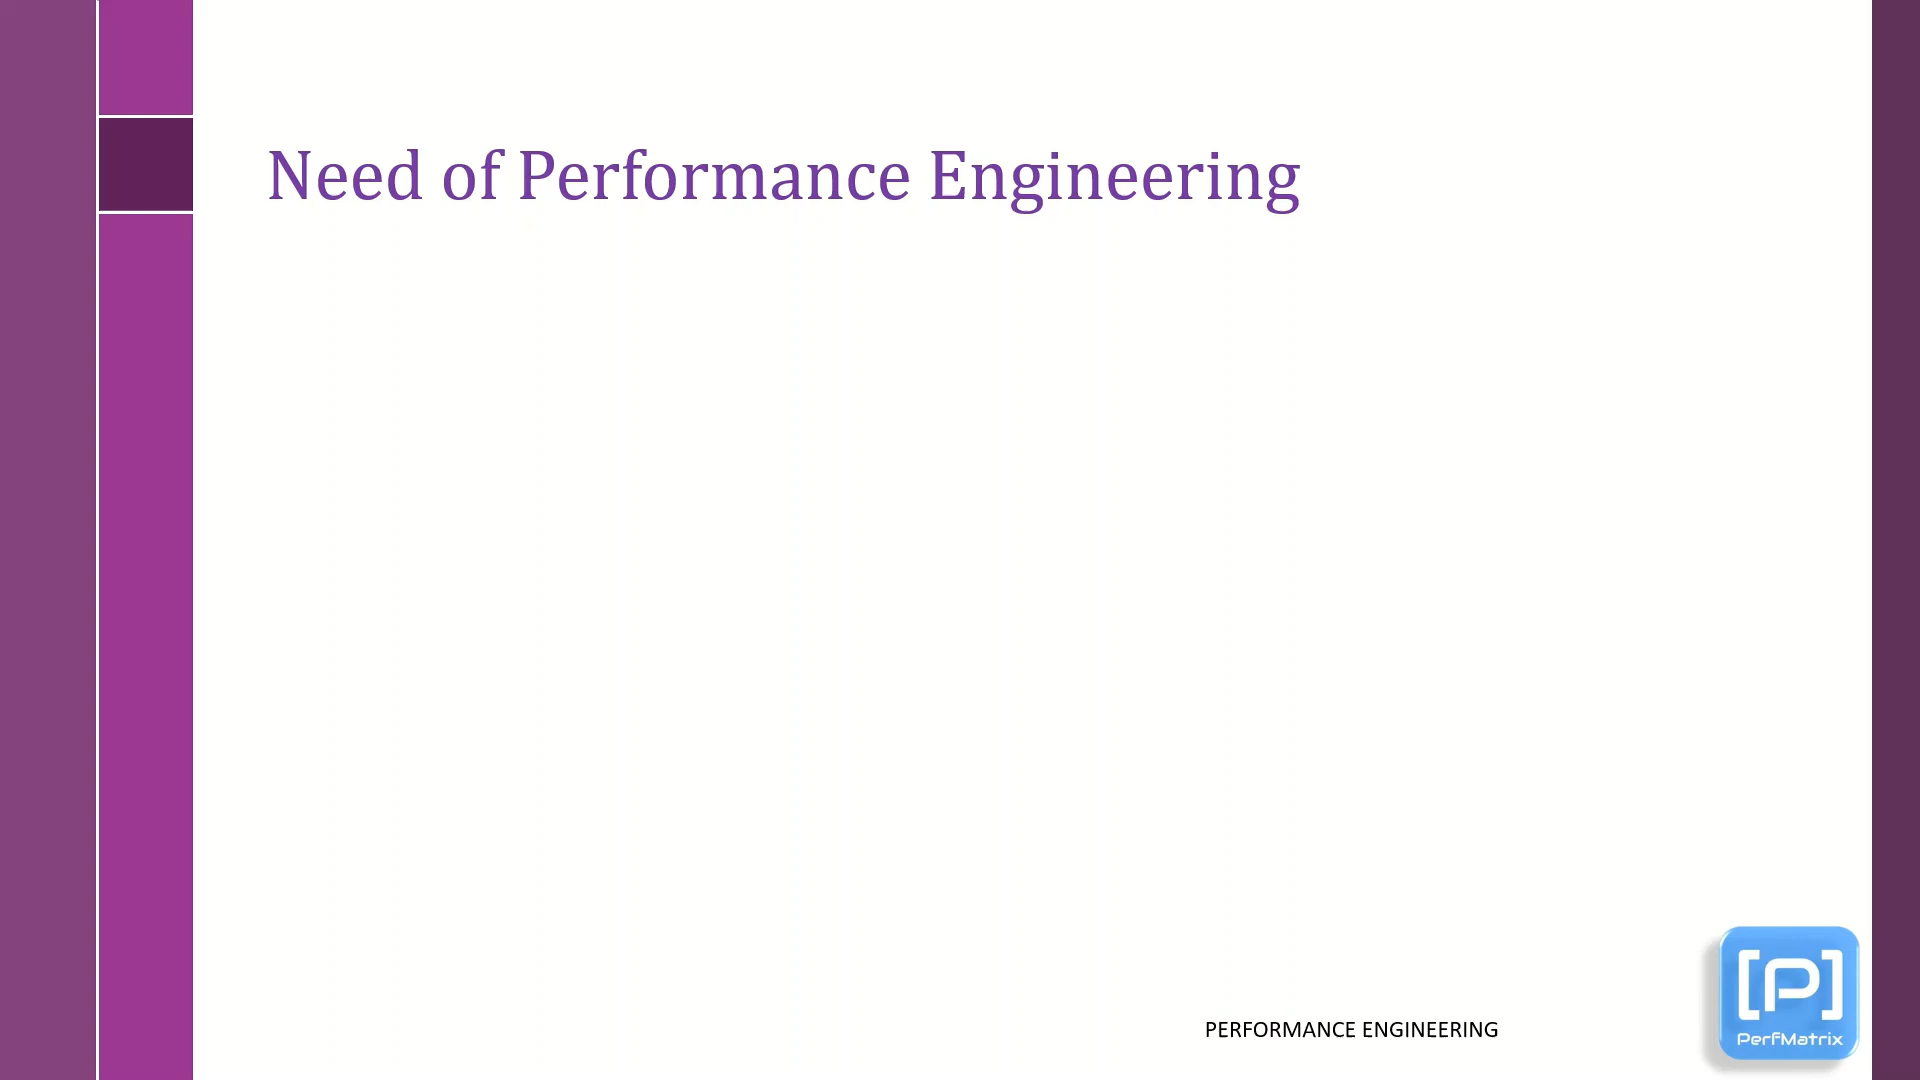 Need of Performance Engineering
PERFORMANCE ENGINEERING
[P]
PerfMatrix